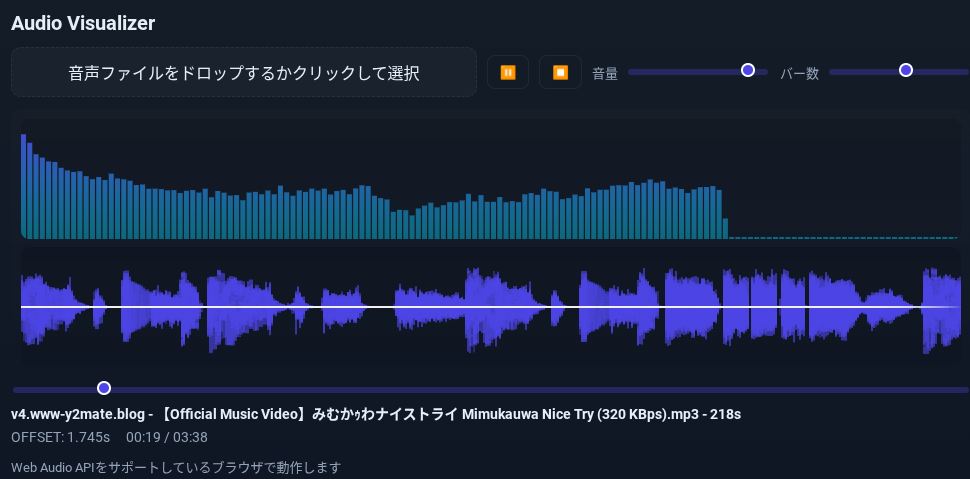 Audio Visualizer
音声ファイルをドロップするかクリックして選択
音量
バー数
v4.www-y2mate.blog - 【Official Music Video】みむかゥわナイストライ Mimukauwa Nice Try (320 KBps).mp3 - 218s
OFFSET: 1.745s 00:19 / 03:38
Web Audio APIをサポートしているブラウザで動作します